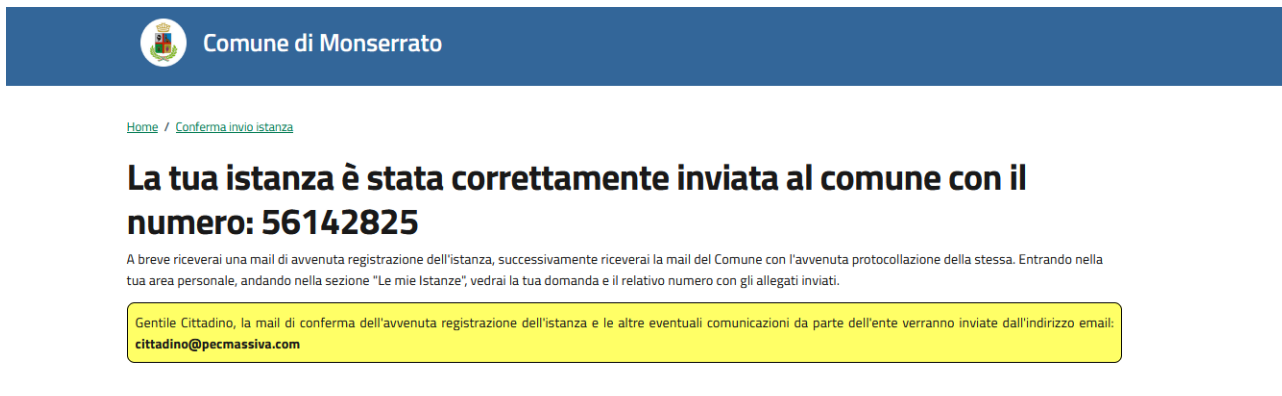 Comune di Monserrato
Home / Conferma invio istanza
La tua istanza è stata correttamente inviata al comune con il
numero: 56142825
A breve riceverai una mail di avvenuta registrazione dell'istanza, successivamente riceverai la mail del Comune con l'avvenuta protocollazione della stessa. Entrando nella
tua area personale, andando nella sezione "Le mie Istanze", vedrai la tua domanda e il relativo numero con gli allegati inviati.
Gentile Cittadino, la mail di conferma dell'avvenuta registrazione dell'istanza e le altre eventuali comunicazioni da parte dell'ente verranno inviate dall'indirizzo email:
cittadino@pecmassiva.com